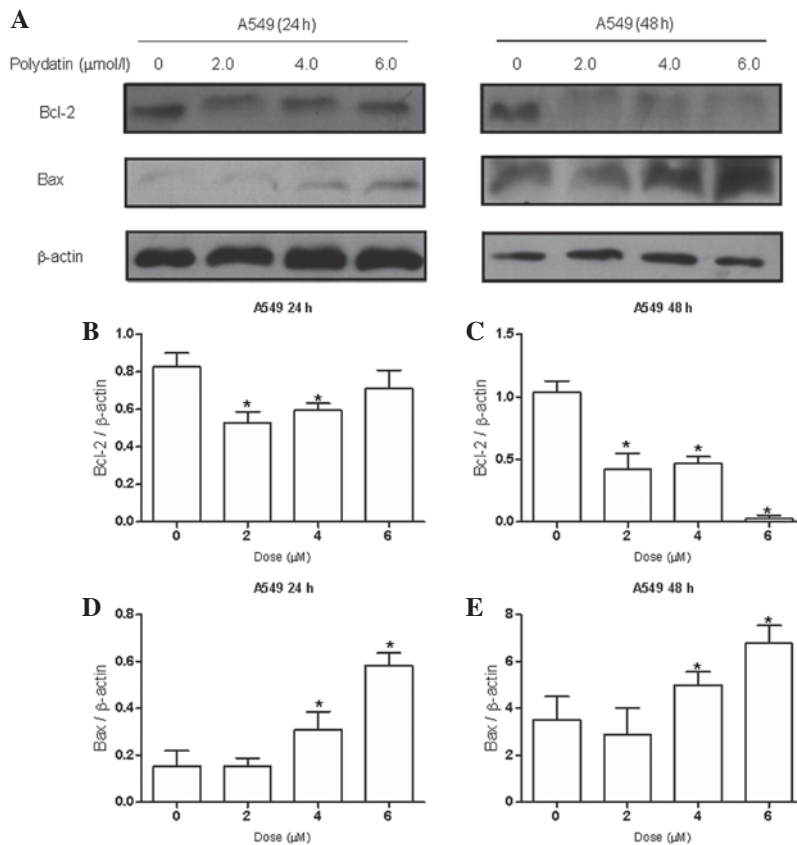 A
A549 (24 h) A549 (48 h)
Polydatin (μmol/l) 0 2.0 4.0 6.0 0 2.0 4.0 6.0
Bcl-2
Bax
β-actin
A549 24 h
B
1.0
0.8
0.6
0.4
0.2
0.0
Bcl-2 / β-actin
* *
0 2 4 6
Dose (μM)
A549 48 h
C
1.5
1.0
0.5
0.0
Bcl-2 / β-actin
* * *
0 2 4 6
Dose (μM)
A549 24 h
D
0.8
0.6
0.4
0.2
0.0
Bax / β-actin
* *
0 2 4 6
Dose (μM)
A549 48 h
E
8
6
4
2
0
Bax / β-actin
* *
0 2 4 6
Dose (μM)